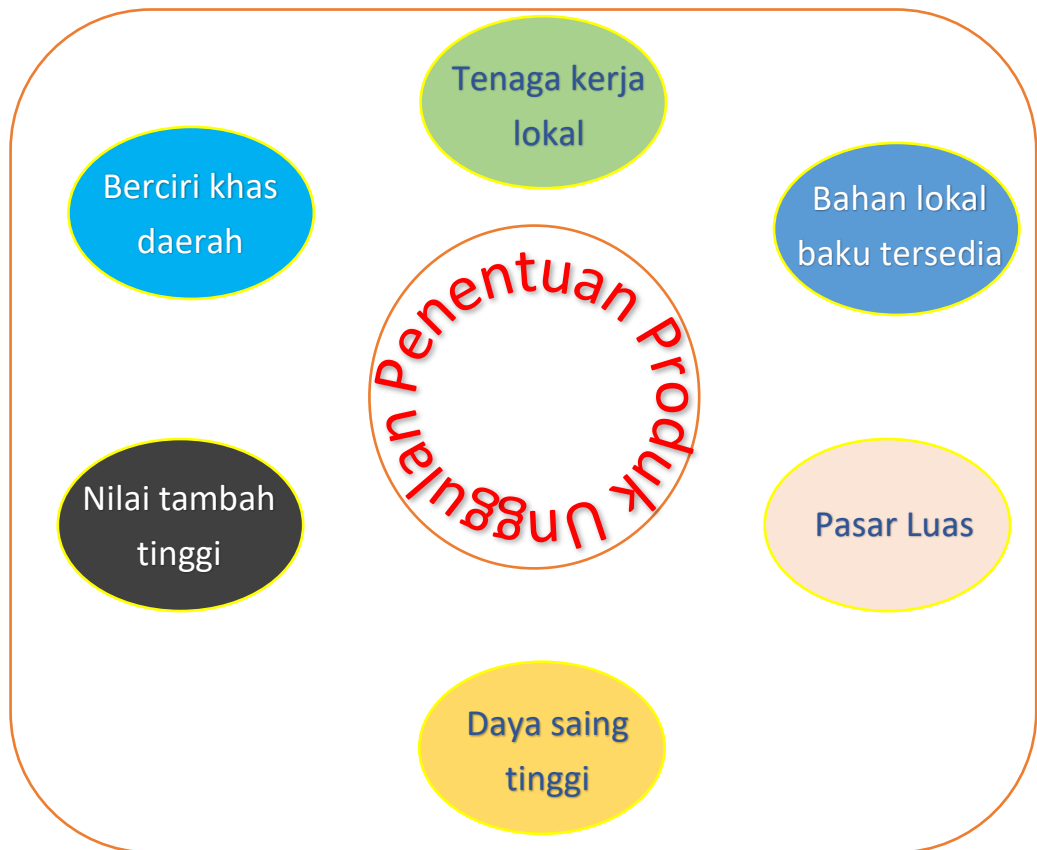 Tenaga kerja
lokal
Berciri khas
daerah
Bahan lokal
baku tersedia
Penentuan Produk Unggulan
Nilai tambah
tinggi
Pasar Luas
Daya saing
tinggi